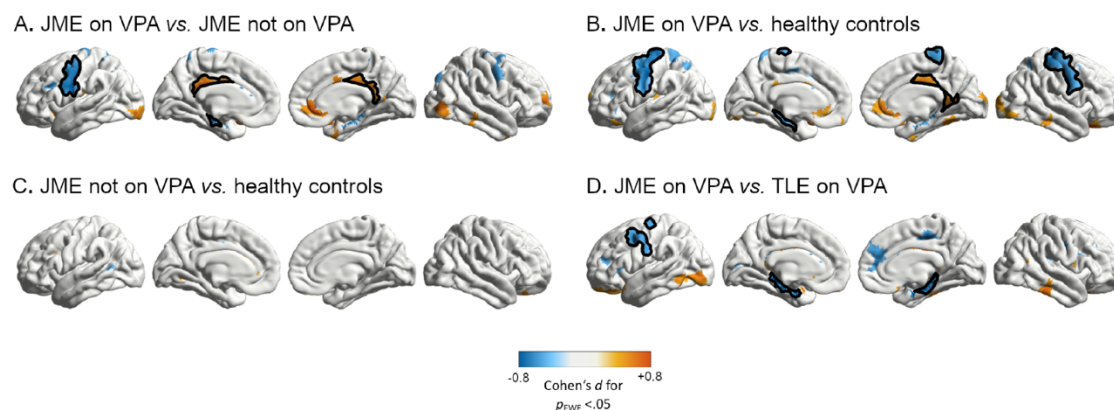 A. JME on VPA vs. JME not on VPA
B. JME on VPA vs. healthy controls
C. JME not on VPA vs. healthy controls
D. JME on VPA vs. TLE on VPA
-0.8 +0.8
Cohen's d for
pFWE <.05